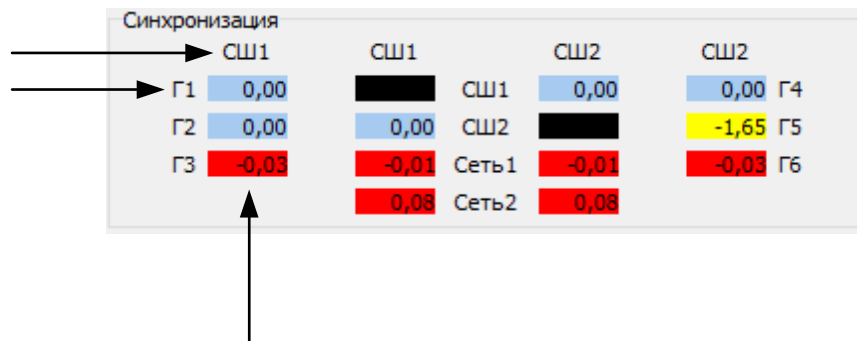 Синхронизация
СШ1 СШ1 СШ2 СШ2
Г1 0,00 СШ1 0,00 0,00 Г4
Г2 0,00 0,00 СШ2 -1,65 Г5
Г3 -0,03 -0,01 Сеть1 -0,01 -0,03 Г6
0,08 Сеть2 0,08